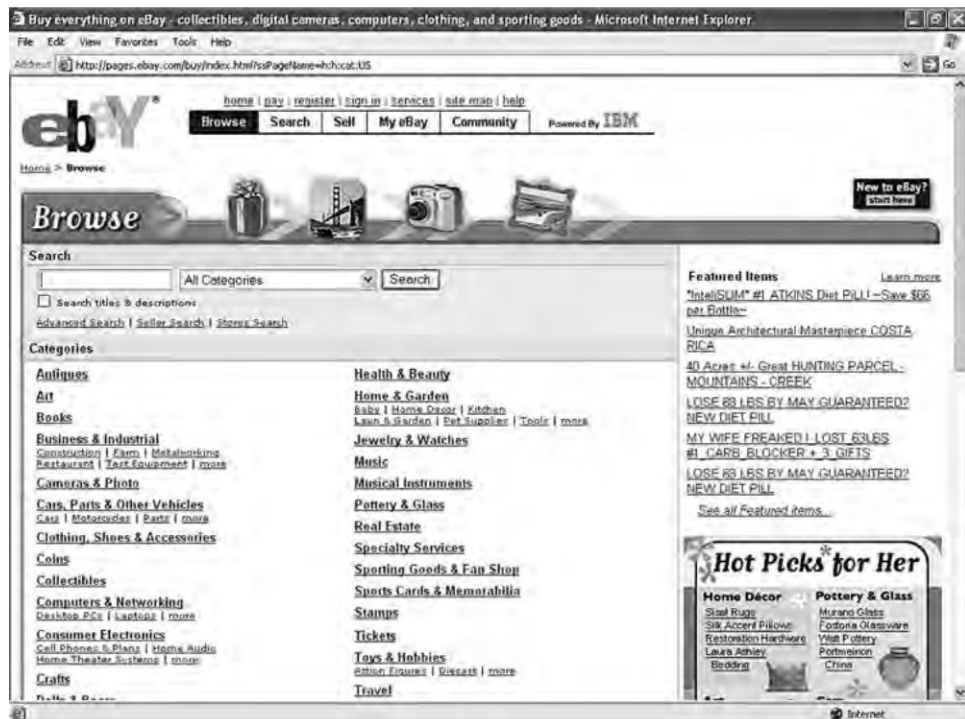 Buy everything on eBay - collectibles, digital cameras, computers, clothing, and sporting goods - Microsoft Internet Explorer
File Edit View Favorites Tools Help
Address http://pages.ebay.com/buy/index.html?ssPageName=h:h:cat:US Go
ebaY®
home | pay | register | sign in | services | site map | help
Browse Search Sell My eBay Community Powered By IBM
Home > Browse
New to eBay?
start here
Browse
Search
All Categories Search
Search titles & descriptions
Advanced Search | Seller Search | Stores Search
Categories
Antiques
Art
Books
Business & Industrial
Construction | Farm | Metalworking
Restaurant | Test Equipment | more
Cameras & Photo
Cars, Parts & Other Vehicles
Cars | Motorcycles | Parts | more
Clothing, Shoes & Accessories
Coins
Collectibles
Computers & Networking
Desktop PCs | Laptops | more
Consumer Electronics
Cell Phones & Plans | Home Audio
Home Theater Systems | more
Crafts
Health & Beauty
Home & Garden
Baby | Home Decor | Kitchen
Lawn & Garden | Pet Supplies | Tools | more
Jewelry & Watches
Music
Musical Instruments
Pottery & Glass
Real Estate
Specialty Services
Sporting Goods & Fan Shop
Sports Cards & Memorabilia
Stamps
Tickets
Toys & Hobbies
Action Figures | Diecast | more
Travel
Featured Items Learn more
"InteliSLIM" #1 ATKINS Diet PiLL! ~Save $66
per Bottle~
Unique Architectural Masterpiece COSTA
RICA
40 Acres +/- Great HUNTING PARCEL -
MOUNTAINS - CREEK
LOSE 68 LBS BY MAY GUARANTEED?
NEW DIET PILL
MY WIFE FREAKED I LOST 63LBS
#1 CARB BLOCKER + 3 GIFTS
LOSE 68 LBS BY MAY GUARANTEED?
NEW DIET PILL
See all Featured items...
Hot Picks for Her
Home Décor
Sisal Rugs
Silk Accent Pillows
Restoration Hardware
Laura Ashley
Bedding
Pottery & Glass
Murano Glass
Fostoria Glassware
Watt Pottery
Portmeirion
China
Internet